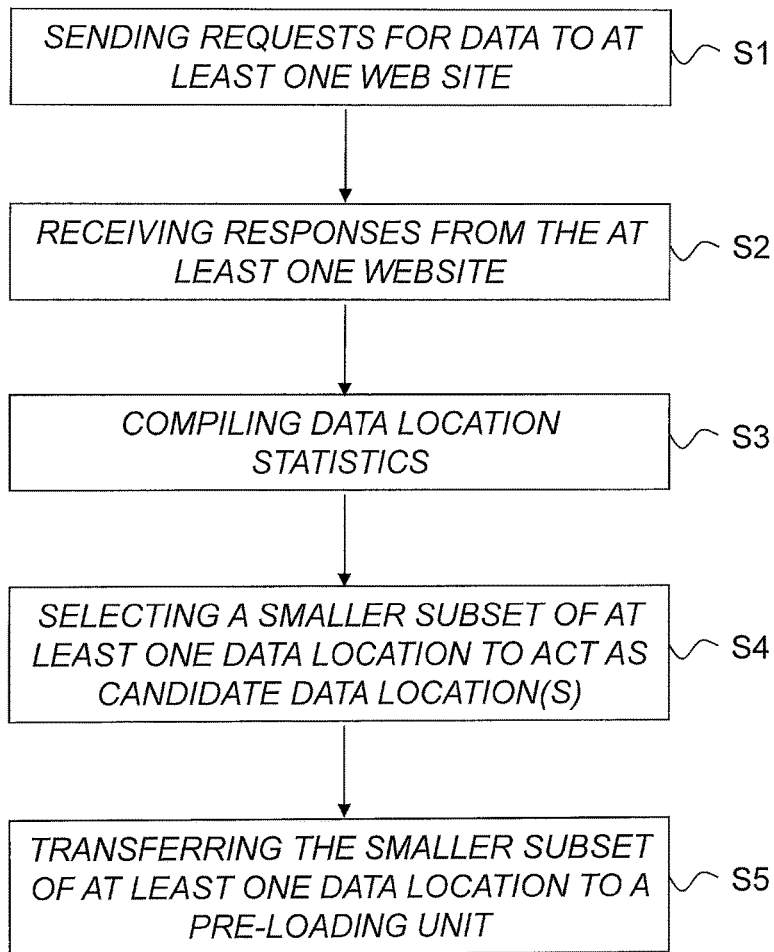 SENDING REQUESTS FOR DATA TO AT
LEAST ONE WEB SITE
S1
RECEIVING RESPONSES FROM THE AT
LEAST ONE WEBSITE
S2
COMPILING DATA LOCATION
STATISTICS
S3
SELECTING A SMALLER SUBSET OF AT
LEAST ONE DATA LOCATION TO ACT AS
CANDIDATE DATA LOCATION(S)
S4
TRANSFERRING THE SMALLER SUBSET
OF AT LEAST ONE DATA LOCATION TO A
PRE-LOADING UNIT
S5